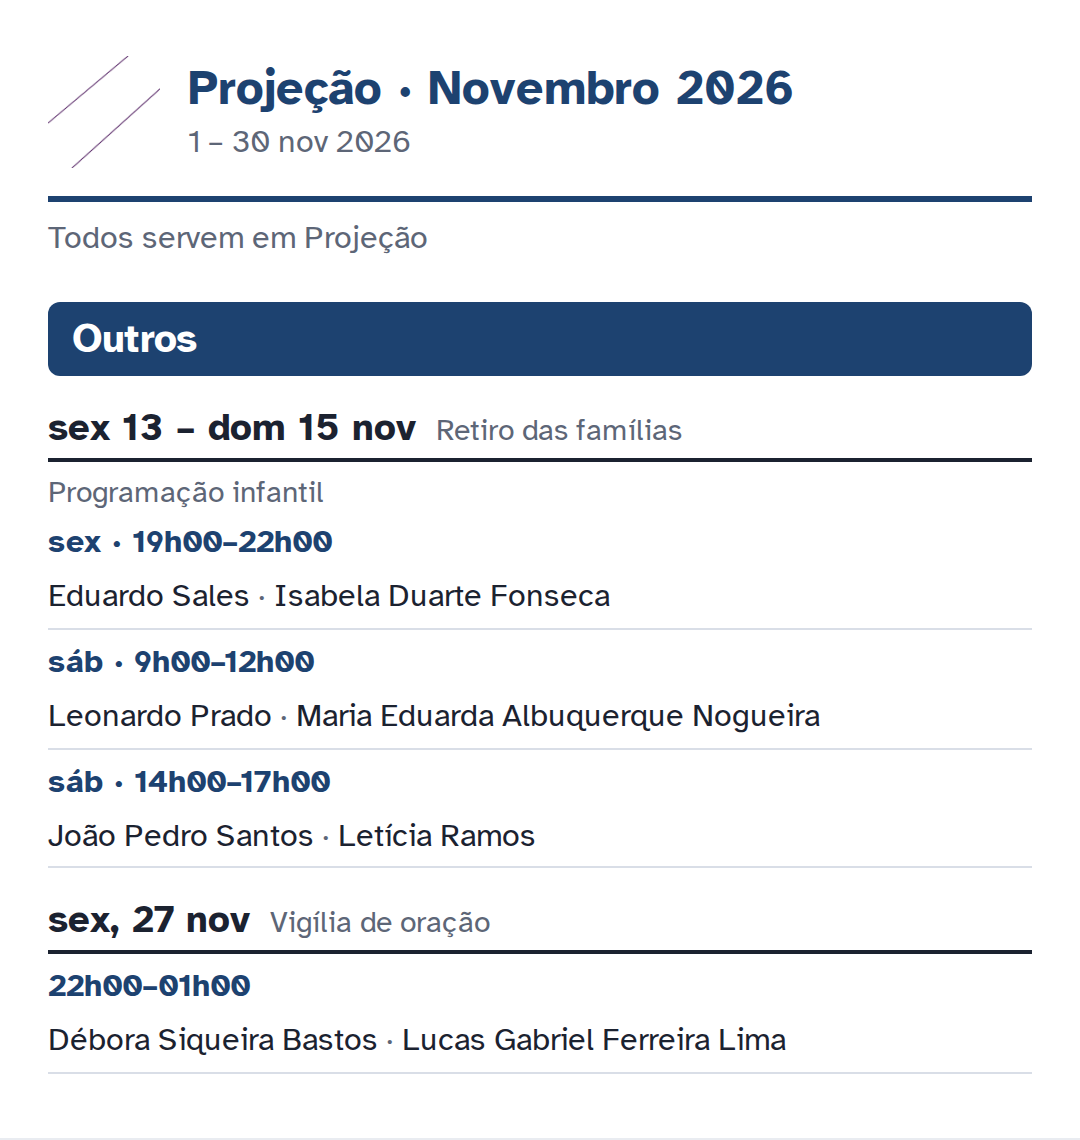 Projeção • Novembro 2026
1 – 30 nov 2026
Todos servem em Projeção
Outros
sex 13 – dom 15 nov Retiro das famílias
Programação infantil
sex · 19h00–22h00
Eduardo Sales · Isabela Duarte Fonseca
sáb · 9h00–12h00
Leonardo Prado · Maria Eduarda Albuquerque Nogueira
sáb · 14h00–17h00
João Pedro Santos · Letícia Ramos
sex, 27 nov Vigília de oração
22h00–01h00
Débora Siqueira Bastos · Lucas Gabriel Ferreira Lima